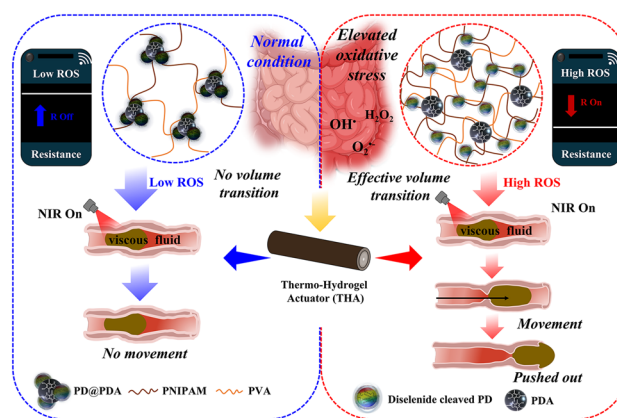 Low ROS
R Off
Resistance
Normal
condition
Elevated
oxidative
stress
OH•
H₂O₂
O₂•⁻
High ROS
R On
Resistance
No volume
transition
Low ROS
Effective volume
transition
High ROS
NIR On
viscous fluid
NIR On
viscous fluid
Thermo-Hydrogel
Actuator (THA)
No movement
Movement
Pushed out
PD@PDA
PNIPAM
PVA
Diselenide cleaved PD
PDA